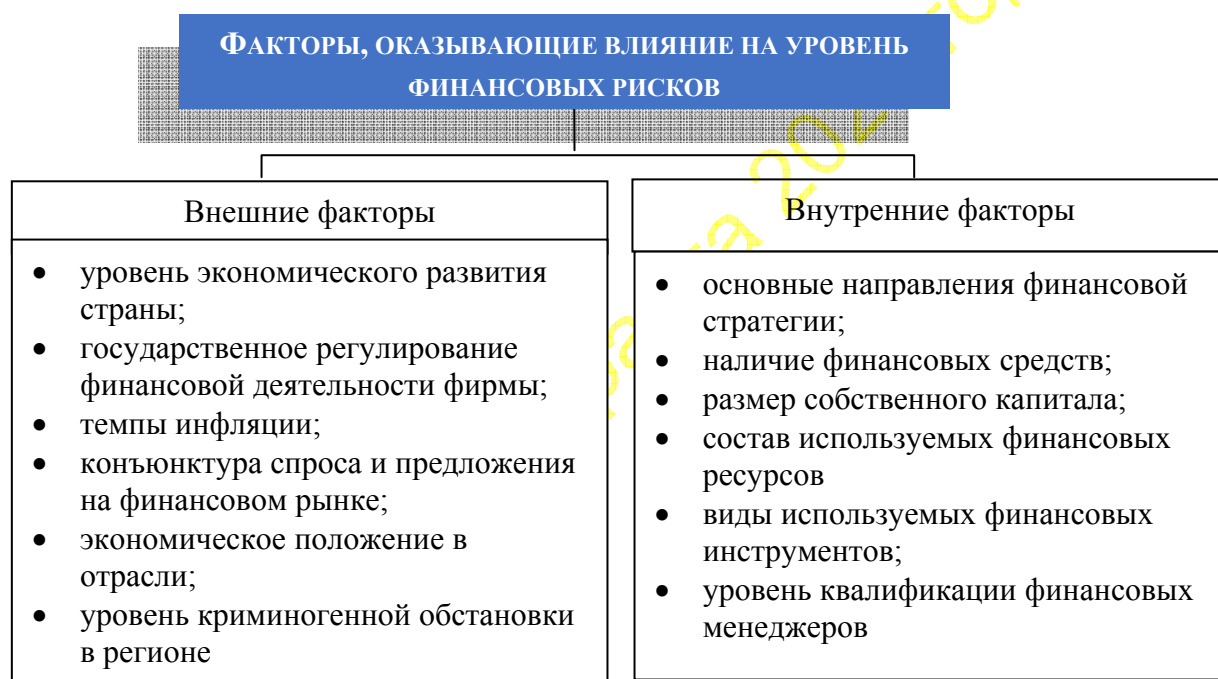 ФАКТОРЫ, ОКАЗЫВАЮЩИЕ ВЛИЯНИЕ НА УРОВЕНЬ
ФИНАНСОВЫХ РИСКОВ
Внешние факторы
• уровень экономического развития
страны;
• государственное регулирование
финансовой деятельности фирмы;
• темпы инфляции;
• конъюнктура спроса и предложения
на финансовом рынке;
• экономическое положение в
отрасли;
• уровень криминогенной обстановки
в регионе
Внутренние факторы
• основные направления финансовой
стратегии;
• наличие финансовых средств;
• размер собственного капитала;
• состав используемых финансовых
ресурсов
• виды используемых финансовых
инструментов;
• уровень квалификации финансовых
менеджеров